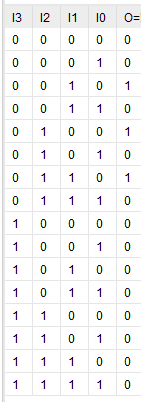 I3 I2 I1 I0 O=
0 0 0 0 0
0 0 0 1 0
0 0 1 0 1
0 0 1 1 0
0 1 0 0 1
0 1 0 1 0
0 1 1 0 1
0 1 1 1 0
1 0 0 0 0
1 0 0 1 0
1 0 1 0 0
1 0 1 1 0
1 1 0 0 0
1 1 0 1 0
1 1 1 0 0
1 1 1 1 0